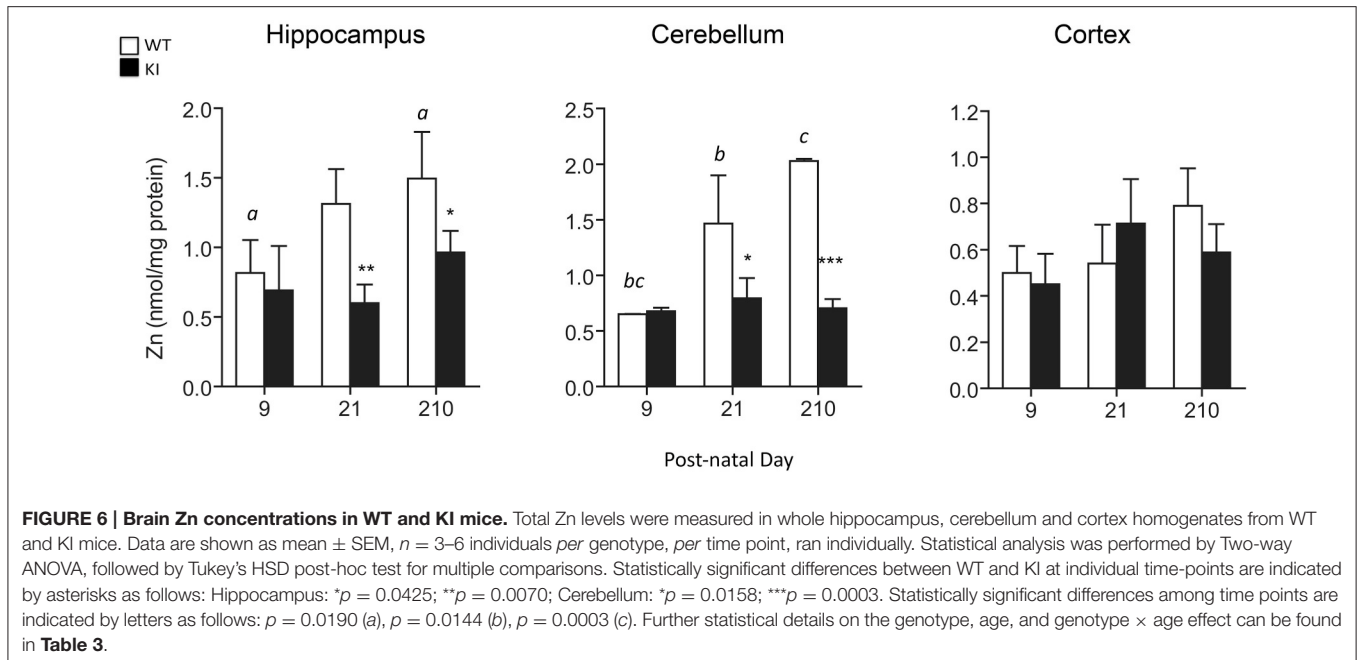 Hippocampus
Cerebellum
Cortex
WT
KI
Zn (nmol/mg protein)
2.0
1.5
1.0
0.5
0.0
a
a
**
*
9
21
210
2.5
2.0
1.5
1.0
0.5
0.0
bc
b
c
*
***
9
21
210
1.2
1.0
0.8
0.6
0.4
0.2
0.0
9
21
210
Post-natal Day
FIGURE 6 | Brain Zn concentrations in WT and KI mice. Total Zn levels were measured in whole hippocampus, cerebellum and cortex homogenates from WT
and KI mice. Data are shown as mean ± SEM, n = 3–6 individuals per genotype, per time point, ran individually. Statistical analysis was performed by Two-way
ANOVA, followed by Tukey's HSD post-hoc test for multiple comparisons. Statistically significant differences between WT and KI at individual time-points are indicated
by asterisks as follows: Hippocampus: *p = 0.0425; **p = 0.0070; Cerebellum: *p = 0.0158; ***p = 0.0003. Statistically significant differences among time points are
indicated by letters as follows: p = 0.0190 (a), p = 0.0144 (b), p = 0.0003 (c). Further statistical details on the genotype, age, and genotype × age effect can be found
in Table 3.